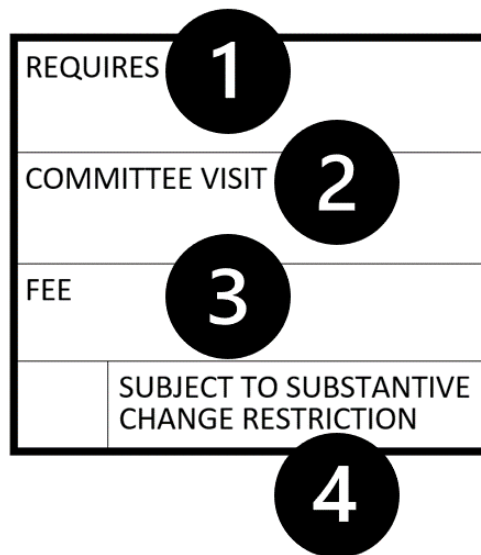 REQUIRES 1
COMMITTEE VISIT 2
FEE 3
SUBJECT TO SUBSTANTIVE
CHANGE RESTRICTION
4